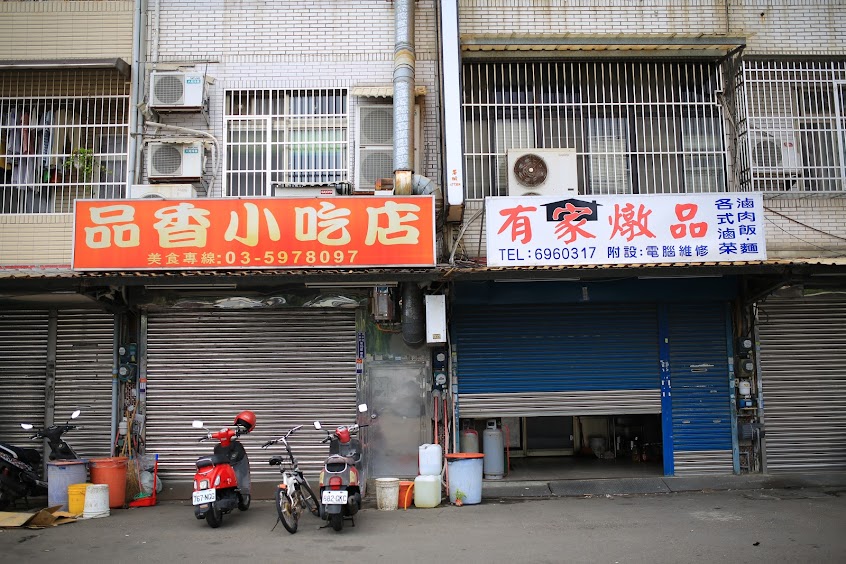 品香小吃店
美食專線:03-5978097
有家燉品
TEL:6960317 附設:電腦維修
滷肉飯·麵
各式滷菜
767-NGG